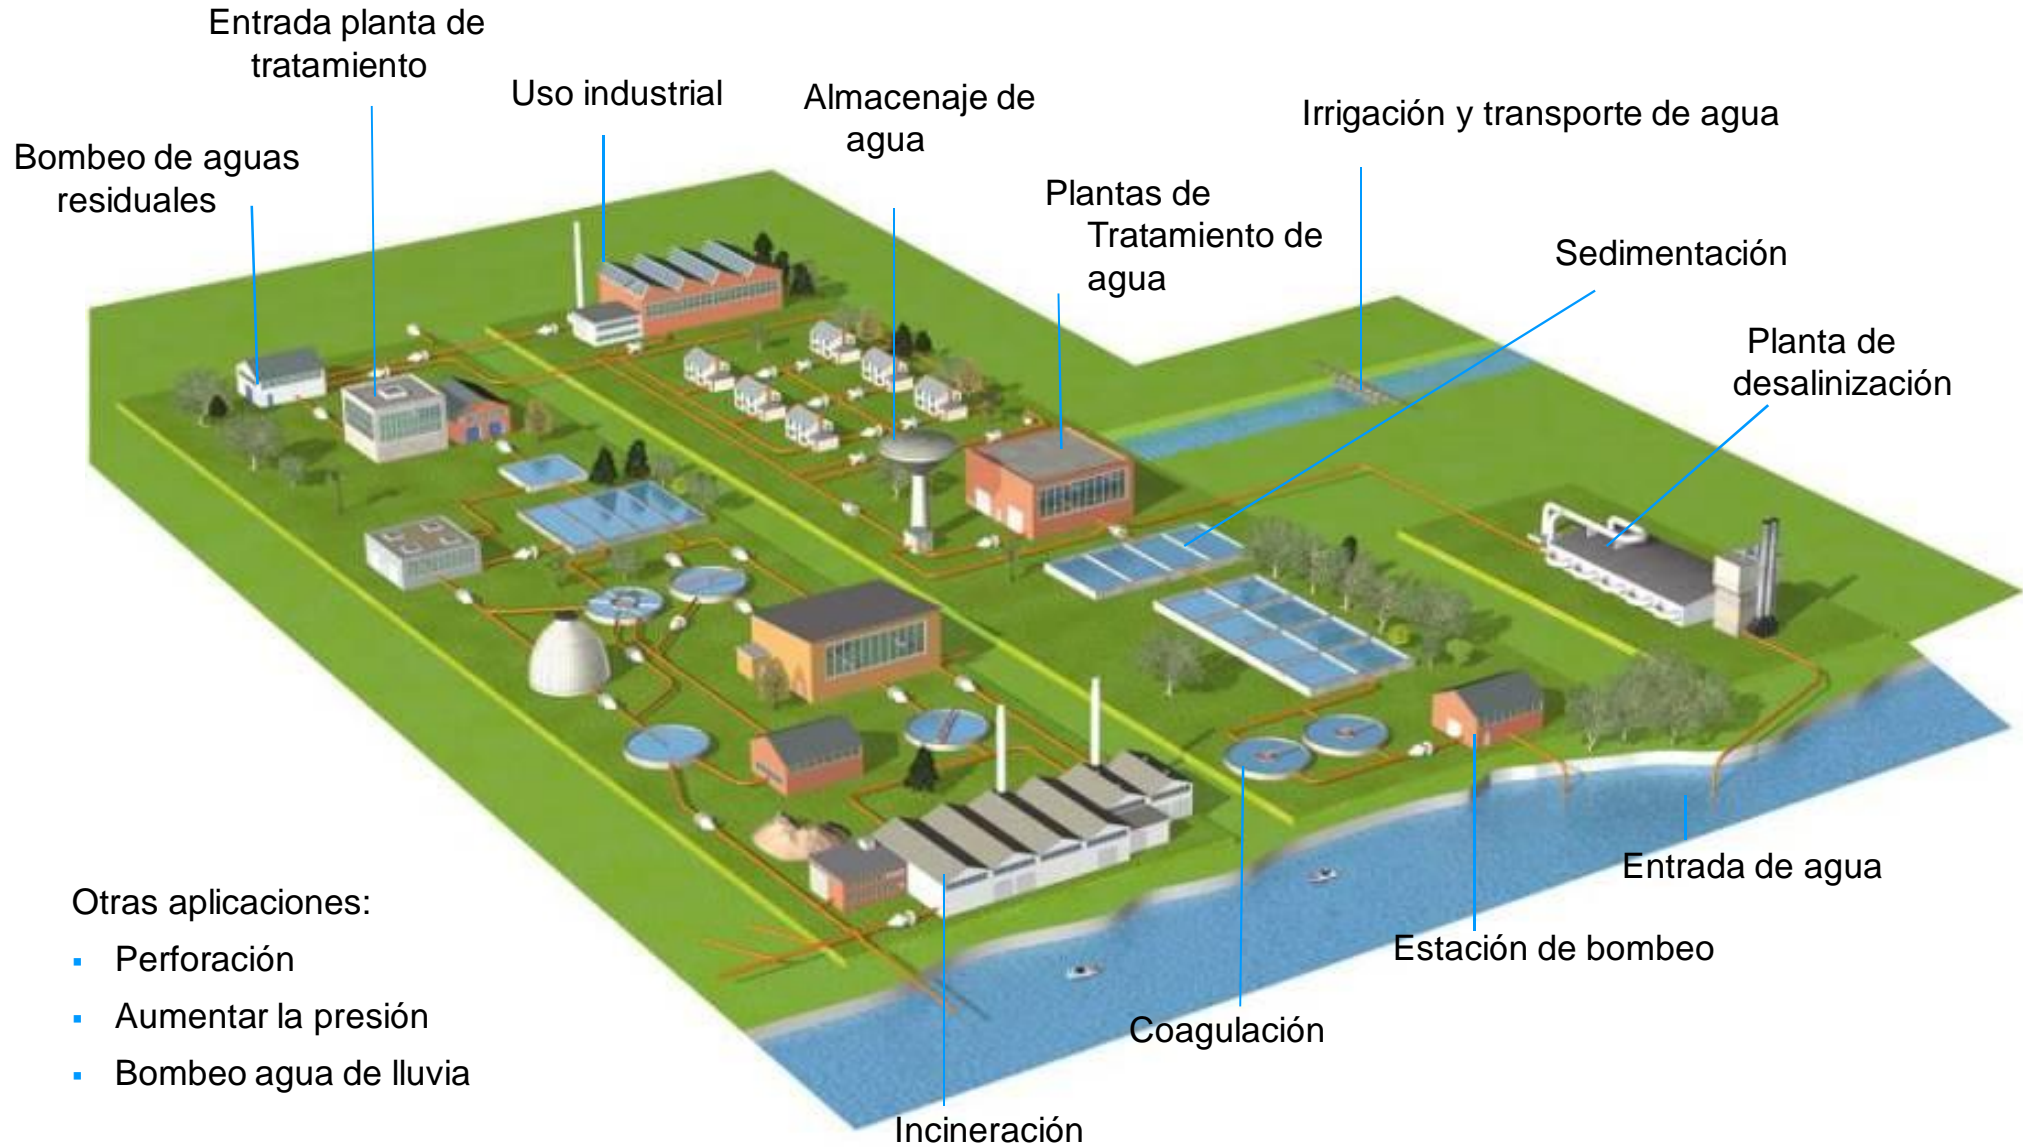 Entrada planta de
tratamiento
Uso industrial
Almacenaje de
agua
Irrigación y transporte de agua
Bombeo de aguas
residuales
Plantas de
Tratamiento de
agua
Sedimentación
Planta de
desalinización
Entrada de agua
Estación de bombeo
Coagulación
Incineración
Otras aplicaciones:
▪ Perforación
▪ Aumentar la presión
▪ Bombeo agua de lluvia